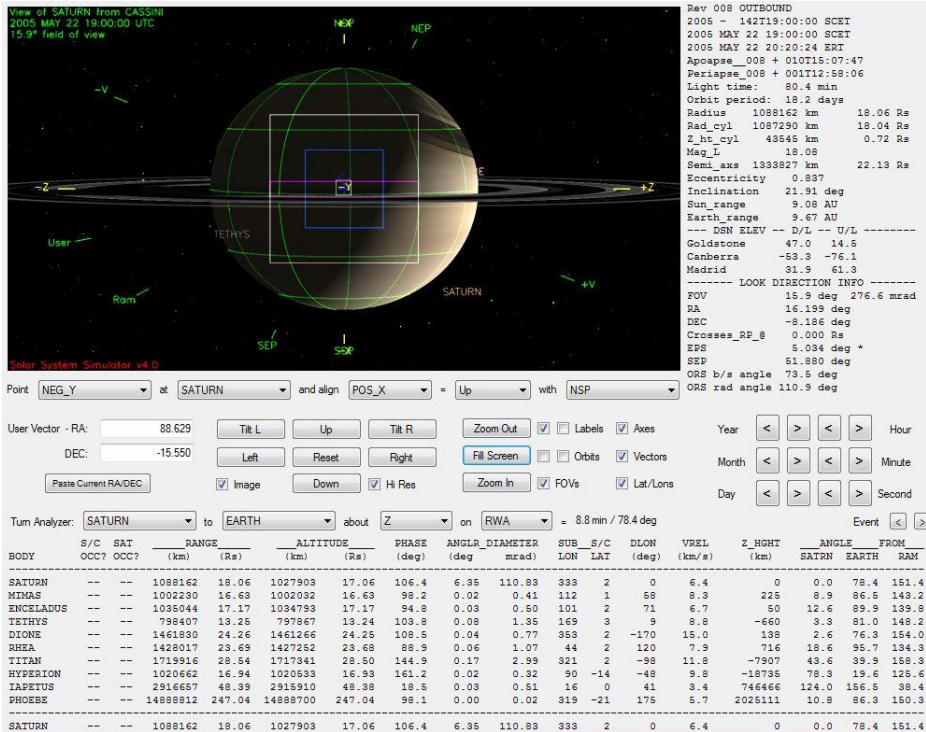 View of SATURN from CASSINI
2005 MAY 22 19:00:00 UTC
15.9° field of view
NEP
-V
-Z
-Y
+Z
E
TETHYS
User
Ram
+V
SATURN
SEP
Solar System Simulator v4.0
Rev 008 OUTBOUND
2005 - 142T19:00:00 SCET
2005 MAY 22 19:00:00 SCET
2005 MAY 22 20:20:24 ERT
Apoapse__008 + 010T15:07:47
Periapse_008 + 001T12:58:06
Light time: 80.4 min
Orbit period: 18.2 days
Radius 1088162 km 18.06 Rs
Rad_cyl 1087290 km 18.04 Rs
Z_ht_cyl 43545 km 0.72 Rs
Mag_L 18.08
Semi_axs 1333827 km 22.13 Rs
Eccentricity 0.837
Inclination 21.91 deg
Sun_range 9.08 AU
Earth_range 9.67 AU
--- DSN ELEV -- D/L -- U/L --------
Goldstone 47.0 14.5
Canberra -53.3 -76.1
Madrid 31.9 61.3
------- LOOK DIRECTION INFO -------
FOV 15.9 deg 276.6 mrad
RA 16.199 deg
DEC -8.186 deg
Crosses_RP_@ 0.000 Rs
EPS 5.034 deg *
SEP 51.880 deg
ORS b/s angle 73.5 deg
ORS rad angle 110.9 deg
Point NEG_Y at SATURN and align POS_X = Up with NSP
User Vector - RA: 88.629 Tilt L Up Tilt R Zoom Out Labels Axes Year < > < > Hour
DEC: -15.550 Left Reset Right Fill Screen Orbits Vectors Month < > < > Minute
Paste Current RA/DEC Image Down Hi Res Zoom In FOVs Lat/Lons Day < > < > Second
Turn Analyzer: SATURN to EARTH about Z on RWA = 8.8 min / 78.4 deg Event < >
S/C SAT RANGE ALTITUDE PHASE ANGLR_DIAMETER SUB_S/C DLON VREL Z_HGHT ANGLE FROM
BODY OCC? OCC? (km) (Rs) (km) (Rs) (deg) (deg mrad) LON LAT (deg) (km/s) (km) SATRN EARTH RAM
SATURN -- -- 1088162 18.06 1027903 17.06 106.4 6.35 110.83 333 2 0 6.4 0 0.0 78.4 151.4
MIMAS -- -- 1002230 16.63 1002032 16.63 98.2 0.02 0.41 112 1 58 8.3 225 8.9 86.5 143.2
ENCELADUS -- -- 1035044 17.17 1034793 17.17 94.8 0.03 0.50 101 2 71 6.7 50 12.6 89.9 139.8
TETHYS -- -- 798407 13.25 797867 13.24 103.8 0.08 1.35 169 3 9 8.8 -660 3.3 81.0 148.2
DIONE -- -- 1461830 24.26 1461266 24.25 108.5 0.04 0.77 353 2 -170 15.0 138 2.6 76.3 154.0
RHEA -- -- 1428017 23.69 1427252 23.68 88.9 0.06 1.07 44 2 120 7.9 716 18.6 95.7 134.3
TITAN -- -- 1719916 28.54 1717341 28.50 144.9 0.17 2.99 321 2 -98 11.8 -7907 43.6 39.9 158.3
HYPERION -- -- 1020662 16.94 1020533 16.93 161.2 0.02 0.32 90 -14 -48 9.8 -18735 78.3 19.6 125.6
IAPETUS -- -- 2916657 48.39 2915910 48.38 18.5 0.03 0.51 16 0 41 3.4 746466 124.0 156.5 38.4
PHOEBE -- -- 14888812 247.04 14888700 247.04 98.1 0.00 0.02 319 -21 175 5.7 2025111 10.8 86.3 150.3
SATURN -- -- 1088162 18.06 1027903 17.06 106.4 6.35 110.83 333 2 0 6.4 0 0.0 78.4 151.4